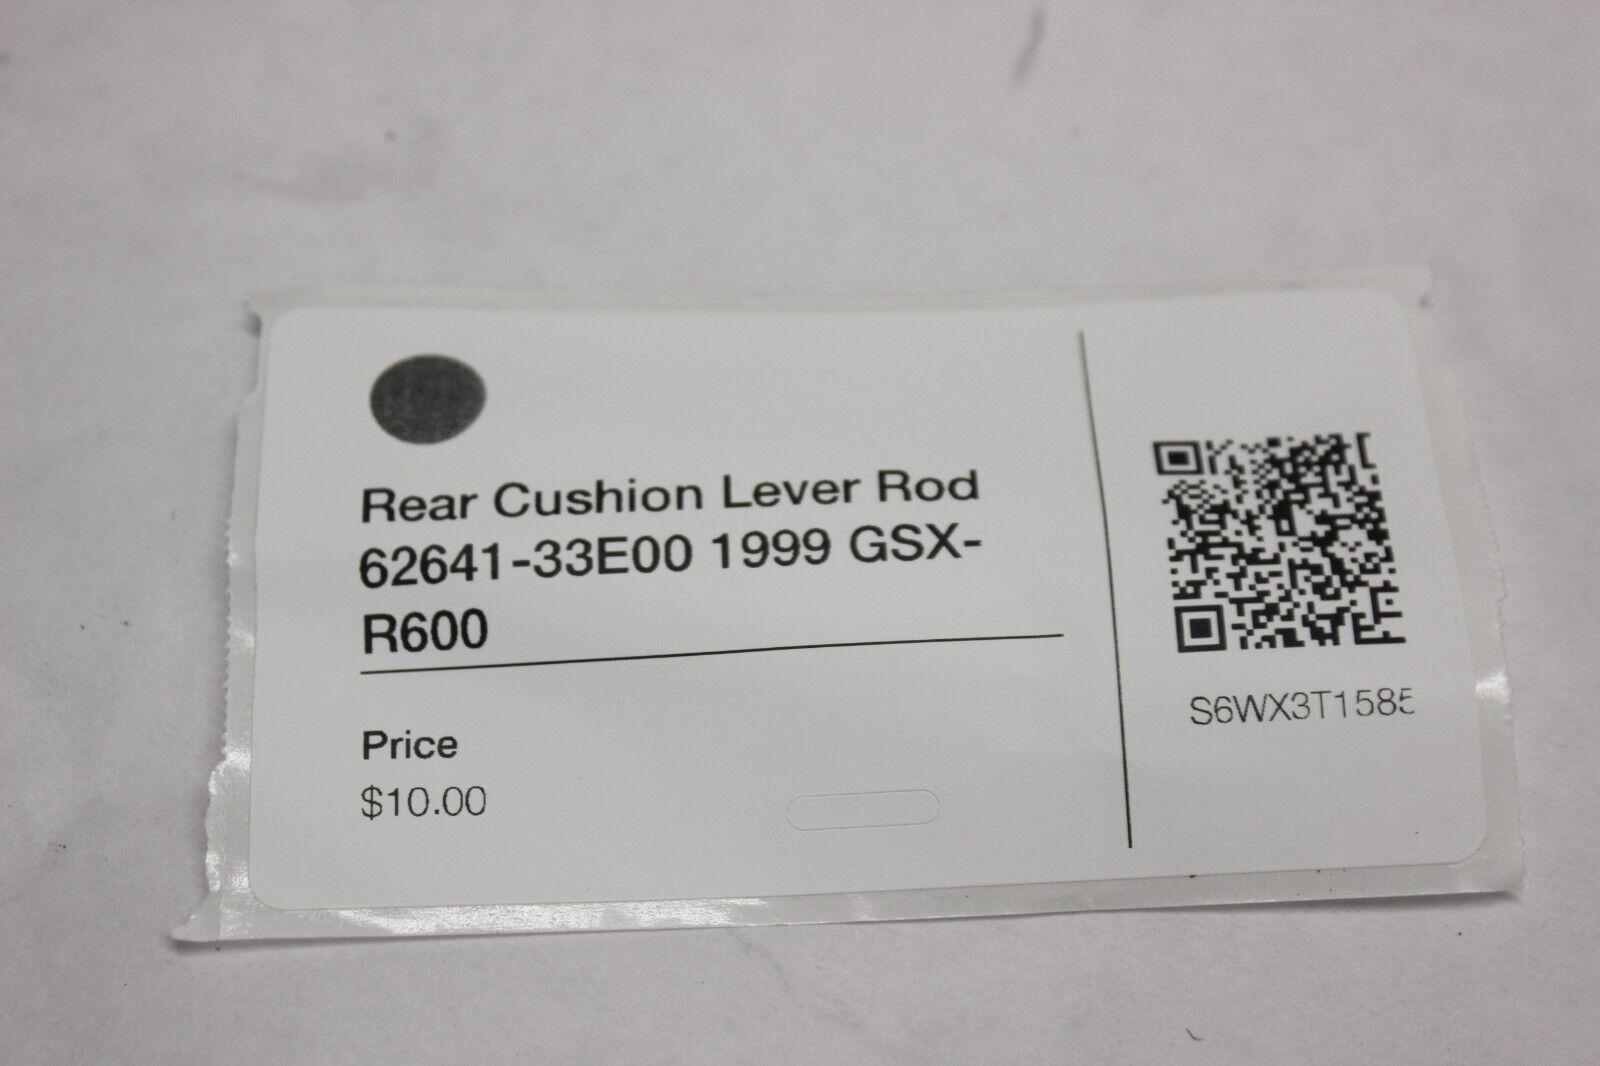 Rear Cushion Lever Rod
62641-33E00 1999 GSX-
R600
Price
$10.00
S6WX3T1585